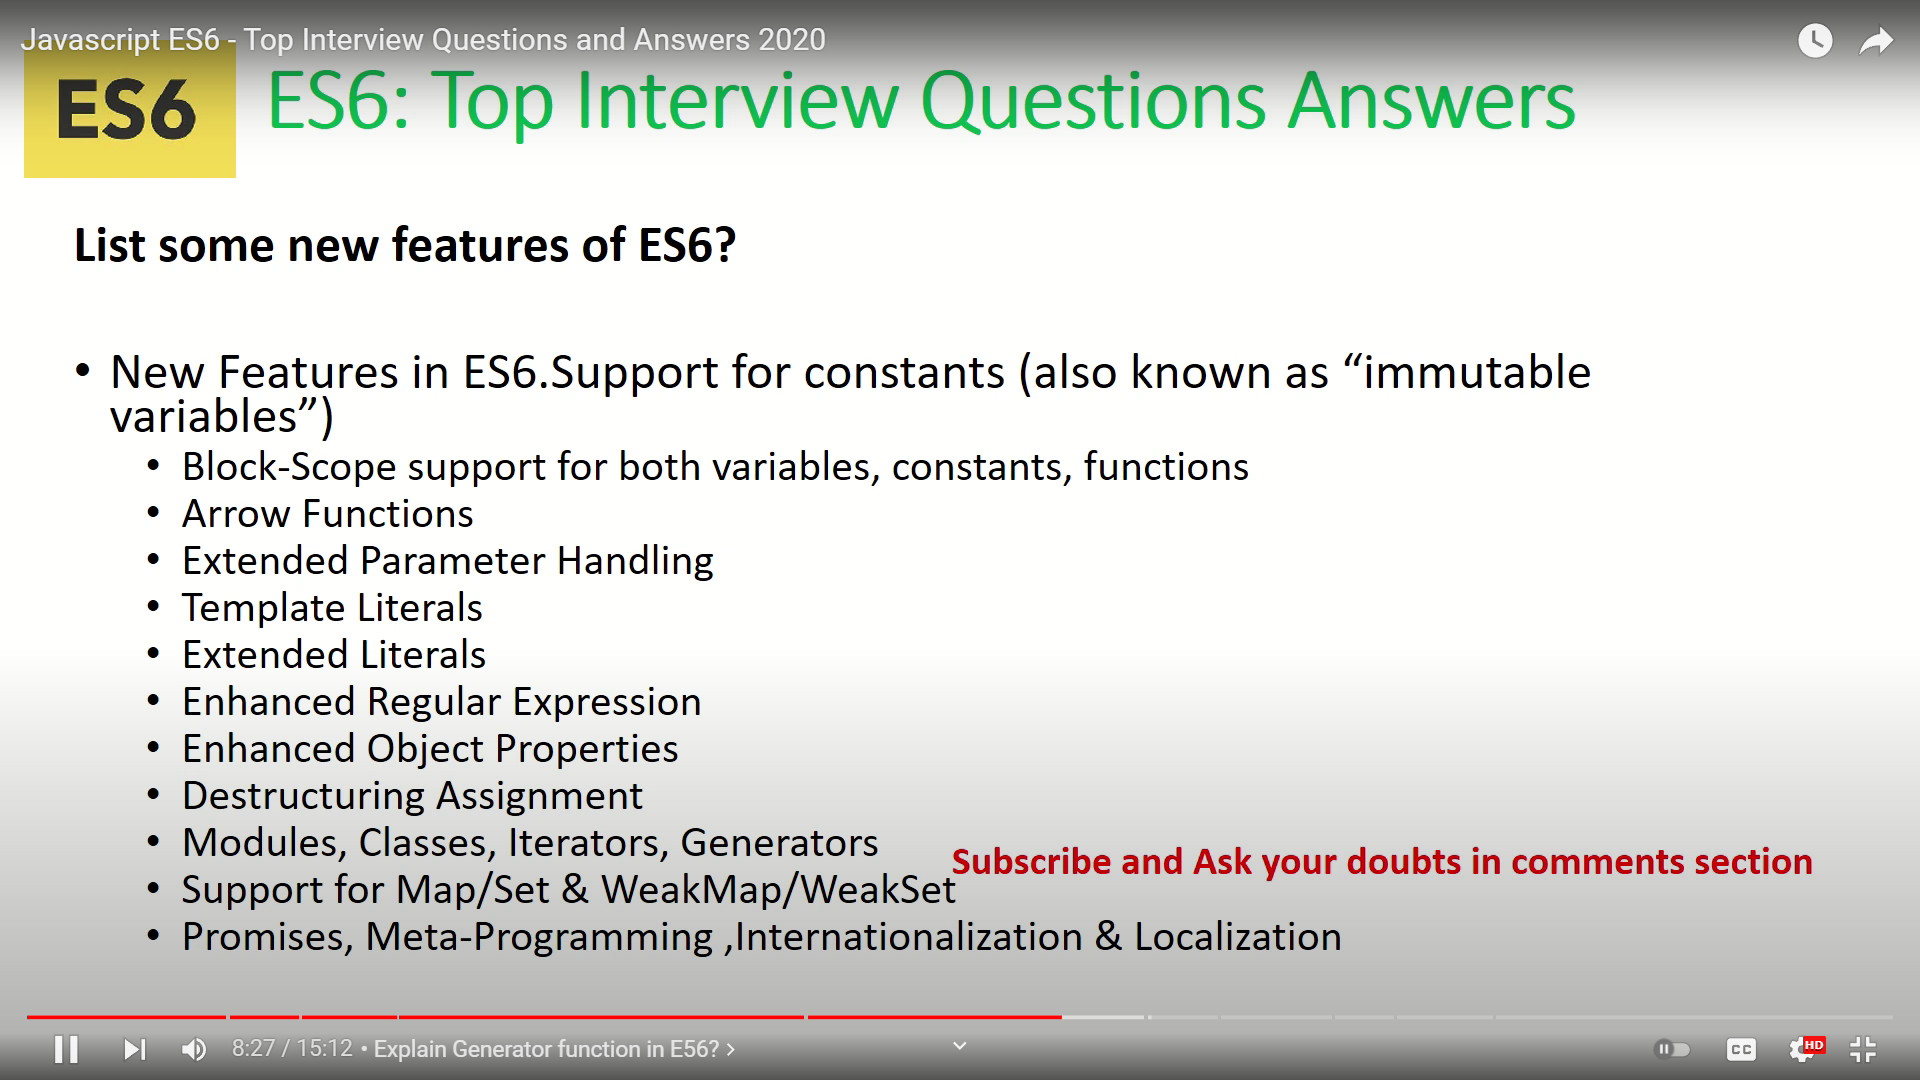 Javascript ES6 - Top Interview Questions and Answers 2020
ES6
ES6: Top Interview Questions Answers
List some new features of ES6?
• New Features in ES6.Support for constants (also known as “immutable
variables”)
• Block-Scope support for both variables, constants, functions
• Arrow Functions
• Extended Parameter Handling
• Template Literals
• Extended Literals
• Enhanced Regular Expression
• Enhanced Object Properties
• Destructuring Assignment
• Modules, Classes, Iterators, Generators
Subscribe and Ask your doubts in comments section
• Support for Map/Set & WeakMap/WeakSet
• Promises, Meta-Programming ,Internationalization & Localization
8:27 / 15:12 • Explain Generator function in E56? >
CC
HD